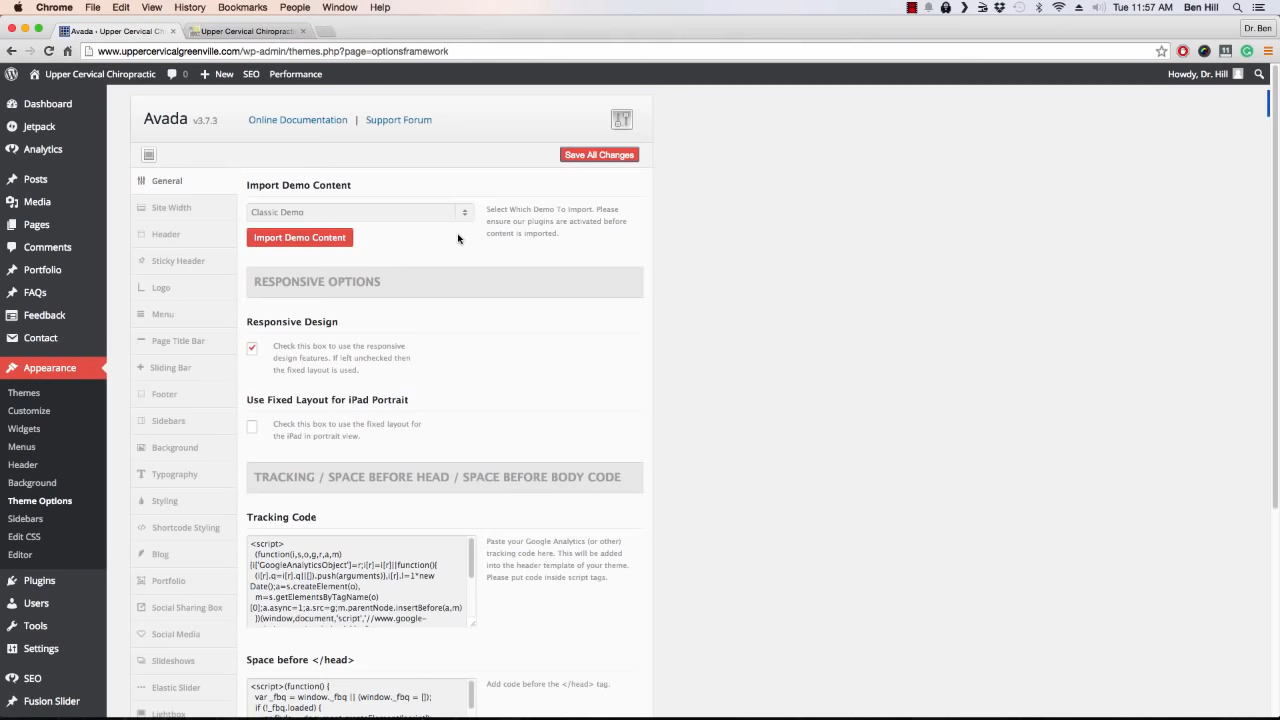 Chrome File Edit View History Bookmarks People Window Help
Tue 11:57 AM Ben Hill
Avada ‹ Upper Cervical Chi
Upper Cervical Chiropracti
Dr. Ben
www.uppercervicalgreenville.com/wp-admin/themes.php?page=optionsframework
Upper Cervical Chiropractic 0 New SEO Performance
Howdy, Dr. Hill
Dashboard
Jetpack
Analytics
Posts
Media
Pages
Comments
Portfolio
FAQs
Feedback
Contact
Appearance
Themes
Customize
Widgets
Menus
Header
Background
Theme Options
Sidebars
Edit CSS
Editor
Plugins
Users
Tools
Settings
SEO
Fusion Slider
Avada v3.7.3
Online Documentation | Support Forum
Save All Changes
General
Site Width
Header
Sticky Header
Logo
Menu
Page Title Bar
Sliding Bar
Footer
Sidebars
Background
Typography
Styling
Shortcode Styling
Blog
Portfolio
Social Sharing Box
Social Media
Slideshows
Elastic Slider
Lightbox
Import Demo Content
Classic Demo
Import Demo Content
Select Which Demo To Import. Please
ensure our plugins are activated before
content is imported.
RESPONSIVE OPTIONS
Responsive Design
Check this box to use the responsive
design features. If left unchecked then
the fixed layout is used.
Use Fixed Layout for iPad Portrait
Check this box to use the fixed layout for
the iPad in portrait view.
TRACKING / SPACE BEFORE HEAD / SPACE BEFORE BODY CODE
Tracking Code
<script>
(function(i,s,o,g,r,a,m)
{i['GoogleAnalyticsObject']=r;i[r]=i[r]||function(){
(i[r].q=i[r].q||[]).push(arguments)},i[r].l=1*new
Date();a=s.createElement(o),
m=s.getElementsByTagName(o)
[0];a.async=1;a.src=g;m.parentNode.insertBefore(a,m)
})(window,document,'script','//www.google-
Paste your Google Analytics (or other)
tracking code here. This will be added
into the header template of your theme.
Please put code inside script tags.
Space before </head>
<script>(function() {
var _fbq = window._fbq || (window._fbq = []);
if (!_fbq.loaded) {
Add code before the </head> tag.